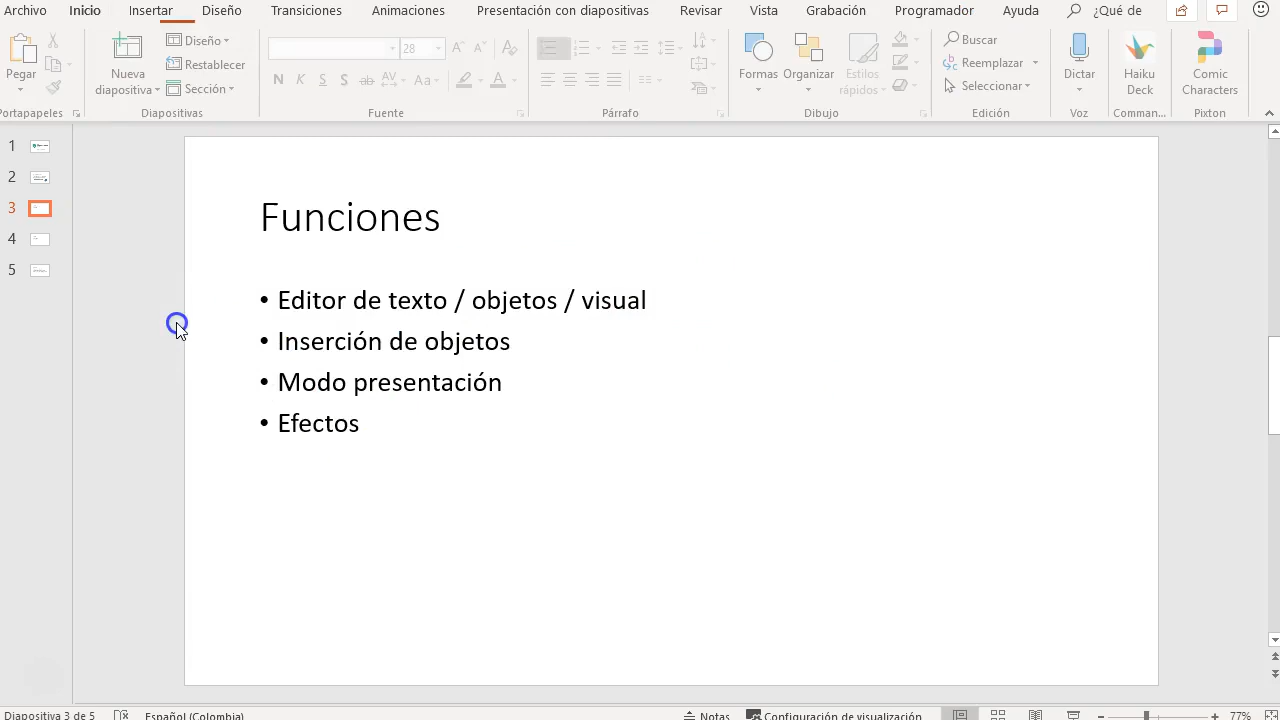 Archivo Inicio Insertar Diseño Transiciones Animaciones Presentación con diapositivas Revisar Vista Grabación Programador Ayuda ¿Qué de
Pegar
Portapapeles
Nueva diapositiva
Diseño
Restablecer
Sección
Diapositivas
28
N K S S ab AV Aa A
Fuente
Párrafo
Formas
Organizar
Estilos rápidos
Dibujo
Buscar
Reemplazar
Seleccionar
Edición
Dictar
Voz
Haiku Deck
Comman...
Comic Characters
Pixton
1
2
3
4
5
Funciones
• Editor de texto / objetos / visual
• Inserción de objetos
• Modo presentación
• Efectos
Diapositiva 3 de 5 Español (Colombia) Notas Configuración de visualización 77%